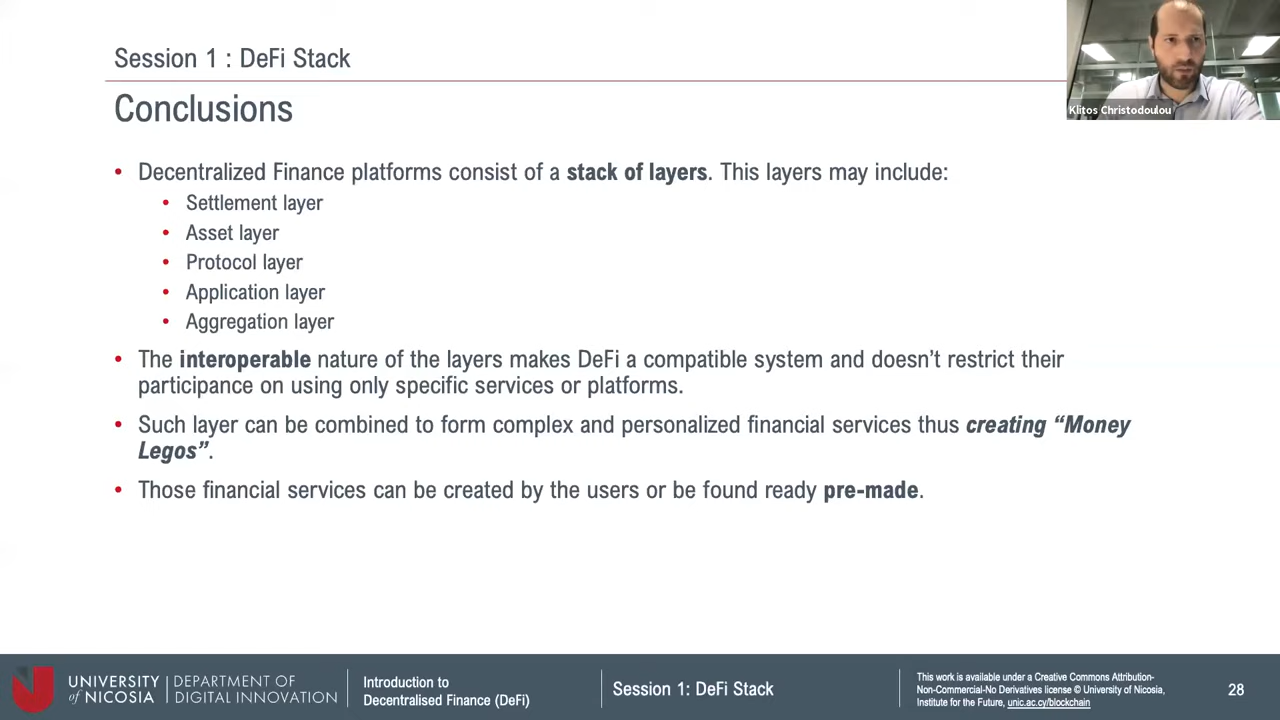 Session 1 : DeFi Stack
Klitos Christodoulou
Conclusions
• Decentralized Finance platforms consist of a stack of layers. This layers may include:
• Settlement layer
• Asset layer
• Protocol layer
• Application layer
• Aggregation layer
• The interoperable nature of the layers makes DeFi a compatible system and doesn't restrict their
participance on using only specific services or platforms.
• Such layer can be combined to form complex and personalized financial services thus creating “Money
Legos”.
• Those financial services can be created by the users or be found ready pre-made.
UNIVERSITY
of NICOSIA
DEPARTMENT OF
DIGITAL INNOVATION
Introduction to
Decentralised Finance (DeFi)
Session 1: DeFi Stack
This work is available under a Creative Commons Attribution-
Non-Commercial-No Derivatives license © University of Nicosia,
Institute for the Future, unic.ac.cy/blockchain
28